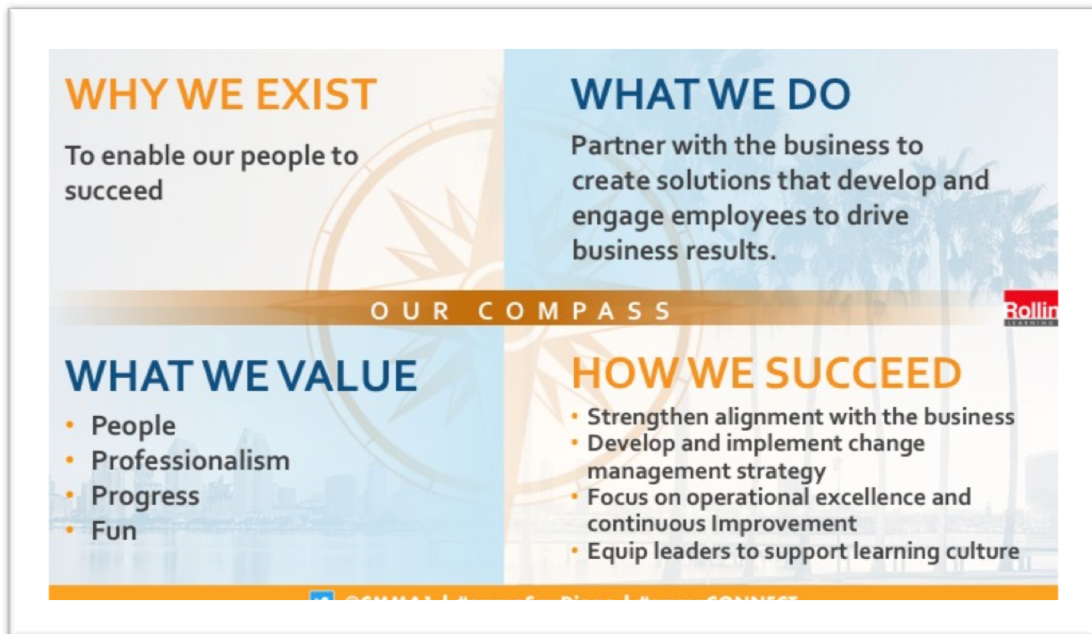 WHY WE EXIST
To enable our people to
succeed
WHAT WE DO
Partner with the business to
create solutions that develop and
engage employees to drive
business results.
OUR COMPASS
Rollin
LEARNING
WHAT WE VALUE
• People
• Professionalism
• Progress
• Fun
HOW WE SUCCEED
• Strengthen alignment with the business
• Develop and implement change
management strategy
• Focus on operational excellence and
continuous Improvement
• Equip leaders to support learning culture